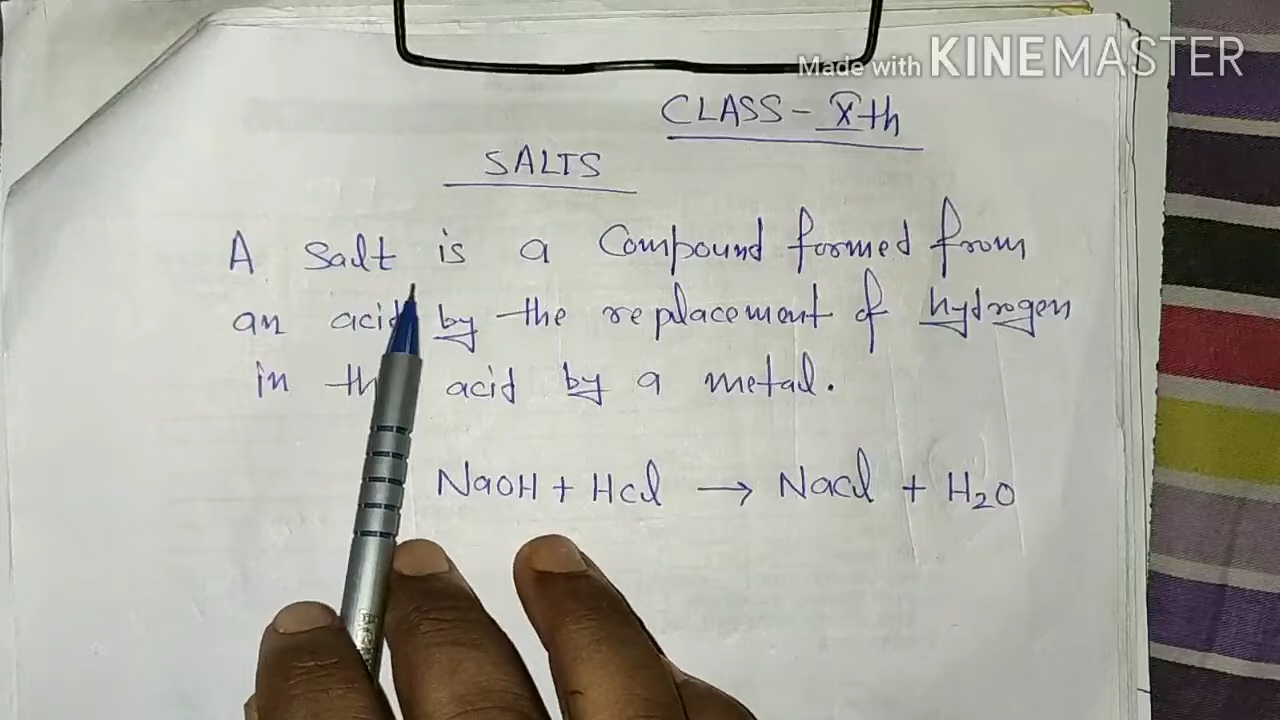 Made with KINEMASTER
CLASS - Xth
SALTS
A salt is a Compound formed from
an acid by the replacement of hydrogen
in the acid by a metal.
NaOH + Hcl → Nacl + H₂O